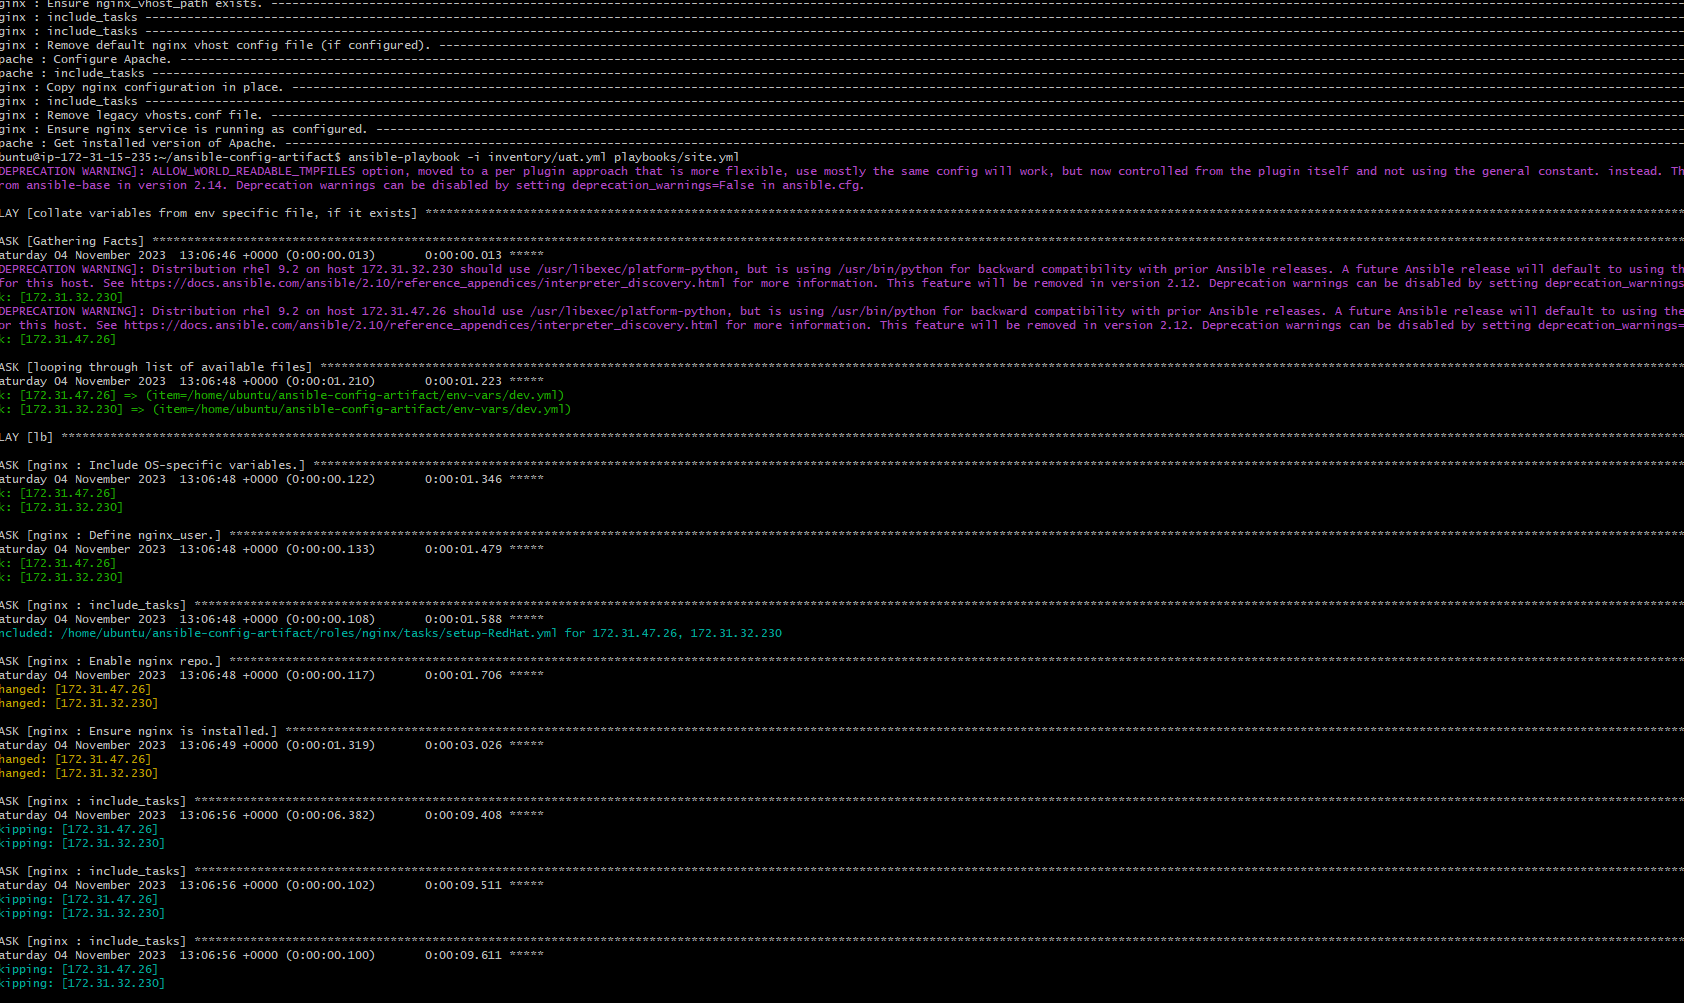 ginx : Ensure nginx_vhost_path exists. ----------
ginx : include_tasks ----------
ginx : include_tasks ----------
ginx : Remove default nginx vhost config file (if configured). ----------
pache : Configure Apache. ----------
pache : include_tasks ----------
ginx : Copy nginx configuration in place. ----------
ginx : include_tasks ----------
ginx : Remove legacy vhosts.conf file. ----------
ginx : Ensure nginx service is running as configured. ----------
pache : Get installed version of Apache. ----------
buntu@ip-172-31-15-235:~/ansible-config-artifact$ ansible-playbook -i inventory/uat.yml playbooks/site.yml
DEPRECATION WARNING]: ALLOW_WORLD_READABLE_TMPFILES option, moved to a per plugin approach that is more flexible, use mostly the same config will work, but now controlled from the plugin itself and not using the general constant. instead. Th
rom ansible-base in version 2.14. Deprecation warnings can be disabled by setting deprecation_warnings=False in ansible.cfg.
LAY [collate variables from env specific file, if it exists] **********
ASK [Gathering Facts] **********
aturday 04 November 2023  13:06:46 +0000 (0:00:00.013)       0:00:00.013 *****
DEPRECATION WARNING]: Distribution rhel 9.2 on host 172.31.32.230 should use /usr/libexec/platform-python, but is using /usr/bin/python for backward compatibility with prior Ansible releases. A future Ansible release will default to using th
for this host. See https://docs.ansible.com/ansible/2.10/reference_appendices/interpreter_discovery.html for more information. This feature will be removed in version 2.12. Deprecation warnings can be disabled by setting deprecation_warnings
k: [172.31.32.230]
DEPRECATION WARNING]: Distribution rhel 9.2 on host 172.31.47.26 should use /usr/libexec/platform-python, but is using /usr/bin/python for backward compatibility with prior Ansible releases. A future Ansible release will default to using the
or this host. See https://docs.ansible.com/ansible/2.10/reference_appendices/interpreter_discovery.html for more information. This feature will be removed in version 2.12. Deprecation warnings can be disabled by setting deprecation_warnings=
k: [172.31.47.26]
ASK [looping through list of available files] **********
aturday 04 November 2023  13:06:48 +0000 (0:00:01.210)       0:00:01.223 *****
k: [172.31.47.26] => (item=/home/ubuntu/ansible-config-artifact/env-vars/dev.yml)
k: [172.31.32.230] => (item=/home/ubuntu/ansible-config-artifact/env-vars/dev.yml)
LAY [lb] **********
ASK [nginx : Include OS-specific variables.] **********
aturday 04 November 2023  13:06:48 +0000 (0:00:00.122)       0:00:01.346 *****
k: [172.31.47.26]
k: [172.31.32.230]
ASK [nginx : Define nginx_user.] **********
aturday 04 November 2023  13:06:48 +0000 (0:00:00.133)       0:00:01.479 *****
k: [172.31.47.26]
k: [172.31.32.230]
ASK [nginx : include_tasks] **********
aturday 04 November 2023  13:06:48 +0000 (0:00:00.108)       0:00:01.588 *****
ncluded: /home/ubuntu/ansible-config-artifact/roles/nginx/tasks/setup-RedHat.yml for 172.31.47.26, 172.31.32.230
ASK [nginx : Enable nginx repo.] **********
aturday 04 November 2023  13:06:48 +0000 (0:00:00.117)       0:00:01.706 *****
hanged: [172.31.47.26]
hanged: [172.31.32.230]
ASK [nginx : Ensure nginx is installed.] **********
aturday 04 November 2023  13:06:49 +0000 (0:00:01.319)       0:00:03.026 *****
hanged: [172.31.47.26]
hanged: [172.31.32.230]
ASK [nginx : include_tasks] **********
aturday 04 November 2023  13:06:56 +0000 (0:00:06.382)       0:00:09.408 *****
kipping: [172.31.47.26]
kipping: [172.31.32.230]
ASK [nginx : include_tasks] **********
aturday 04 November 2023  13:06:56 +0000 (0:00:00.102)       0:00:09.511 *****
kipping: [172.31.47.26]
kipping: [172.31.32.230]
ASK [nginx : include_tasks] **********
aturday 04 November 2023  13:06:56 +0000 (0:00:00.100)       0:00:09.611 *****
kipping: [172.31.47.26]
kipping: [172.31.32.230]